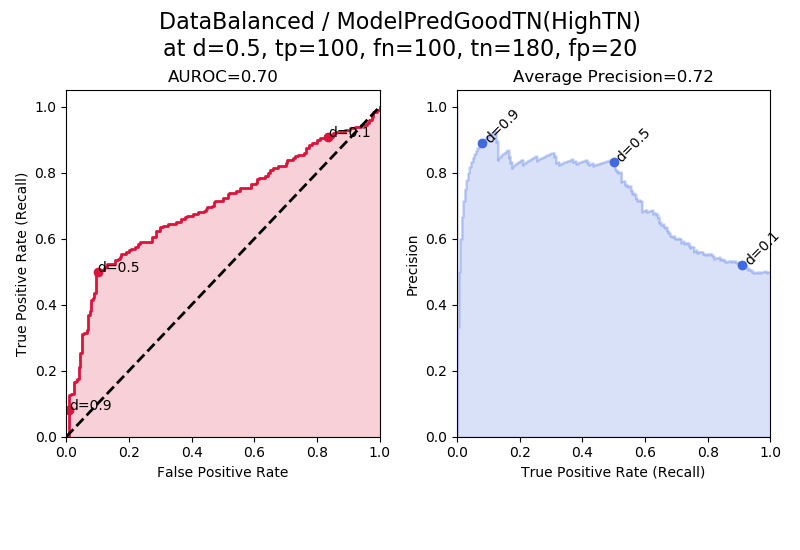 DataBalanced / ModelPredGoodTN(HighTN)
at d=0.5, tp=100, fn=100, tn=180, fp=20
AUROC=0.70
1.0
0.8
0.6
0.4
0.2
0.0
True Positive Rate (Recall)
d=0.1
d=0.5
d=0.9
0.0 0.2 0.4 0.6 0.8 1.0
False Positive Rate
Average Precision=0.72
1.0
0.8
0.6
0.4
0.2
0.0
Precision
d=0.9
d=0.5
d=0.1
0.0 0.2 0.4 0.6 0.8 1.0
True Positive Rate (Recall)